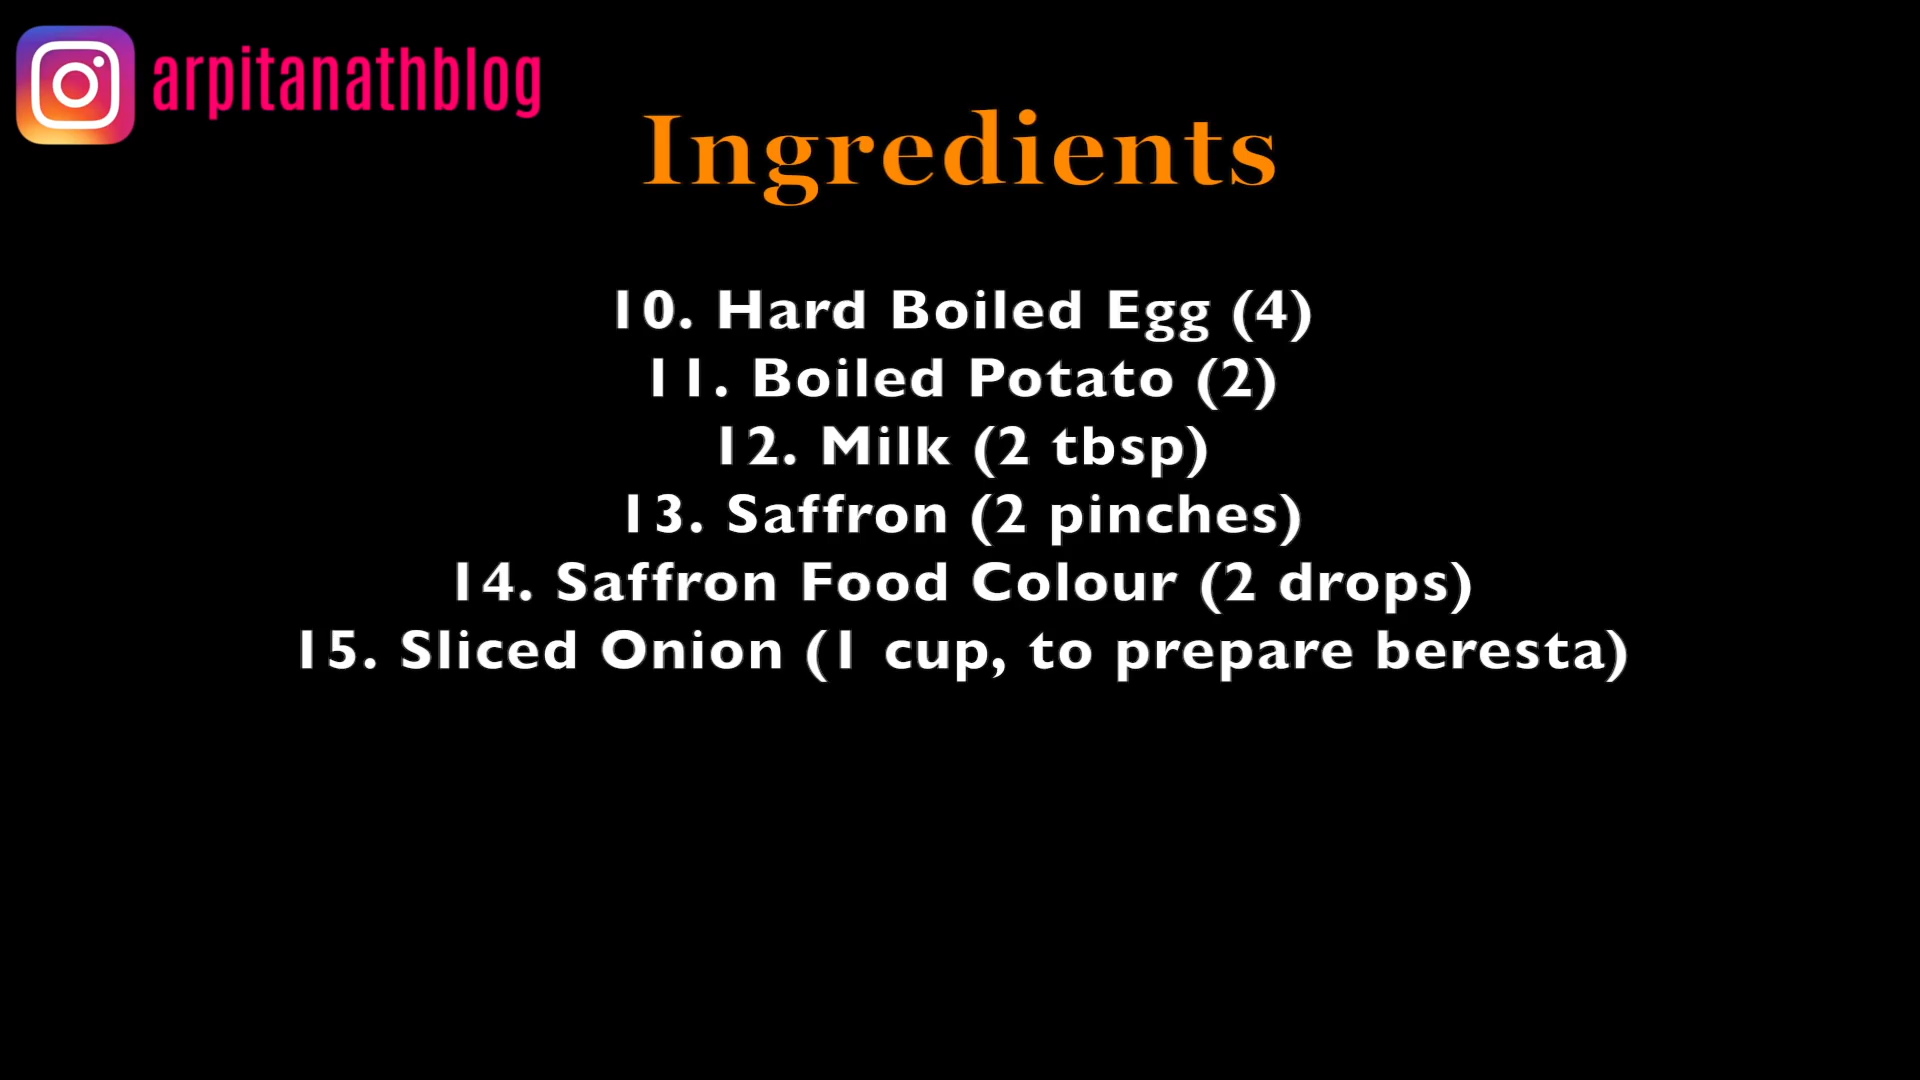 arpitanathblog
Ingredients
10. Hard Boiled Egg (4)
11. Boiled Potato (2)
12. Milk (2 tbsp)
13. Saffron (2 pinches)
14. Saffron Food Colour (2 drops)
15. Sliced Onion (1 cup, to prepare beresta)